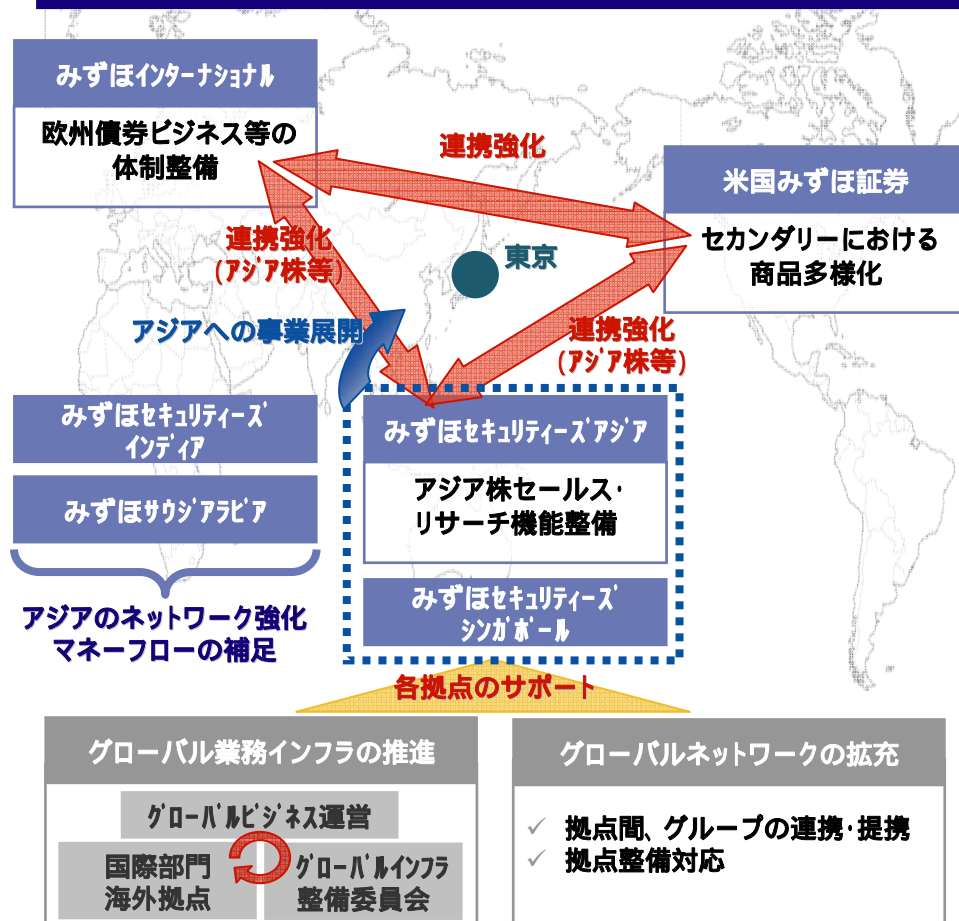 みずほインターナショナル
欧州債券ビジネス等の
体制整備
連携強化
米国みずほ証券
セカンダリーにおける
商品多様化
連携強化
(アジア株等)
東京
アジアへの事業展開
連携強化
(アジア株等)
みずほセキュリティーズ
インディア
みずほサウジアラビア
アジアのネットワーク強化
マネーフローの補足
みずほセキュリティーズアジア
アジア株セールス・
リサーチ機能整備
みずほセキュリティーズ
シンガポール
各拠点のサポート
グローバル業務インフラの推進
グローバルビジネス運営
国際部門
海外拠点
グローバルインフラ
整備委員会
グローバルネットワークの拡充
✓ 拠点間、グループの連携・提携
✓ 拠点整備対応